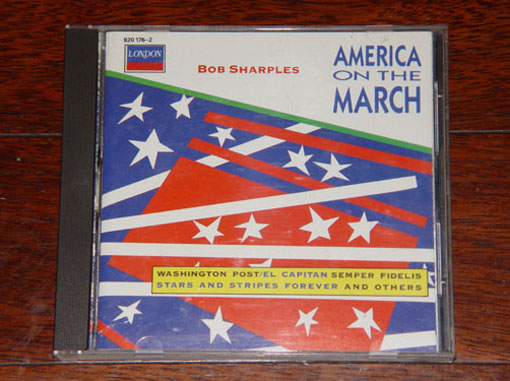 820 176-2
LONDON
BOB SHARPLES
AMERICA
ON THE
MARCH
WASHINGTON POST/EL CAPITAN SEMPER FIDELIS
STARS AND STRIPES FOREVER AND OTHERS